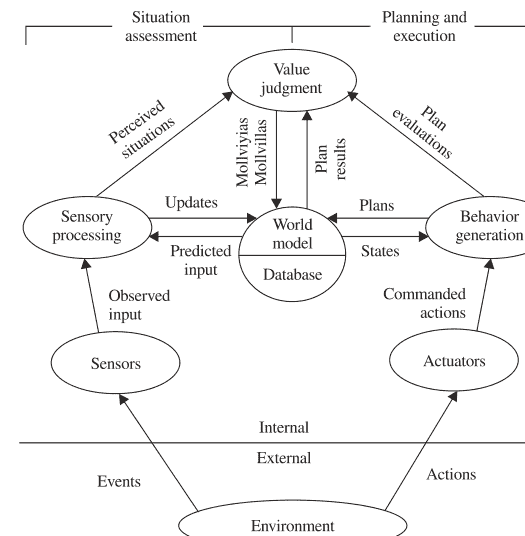 Situation
assessment
Planning and
execution
Value
judgment
Perceived
situations
Mollviyias
Mollvillas
Plan
results
Plan
evaluations
Sensory
processing
Updates
Predicted
input
World
model
Database
Plans
States
Behavior
generation
Observed
input
Commanded
actions
Sensors
Actuators
Internal
External
Events
Actions
Environment